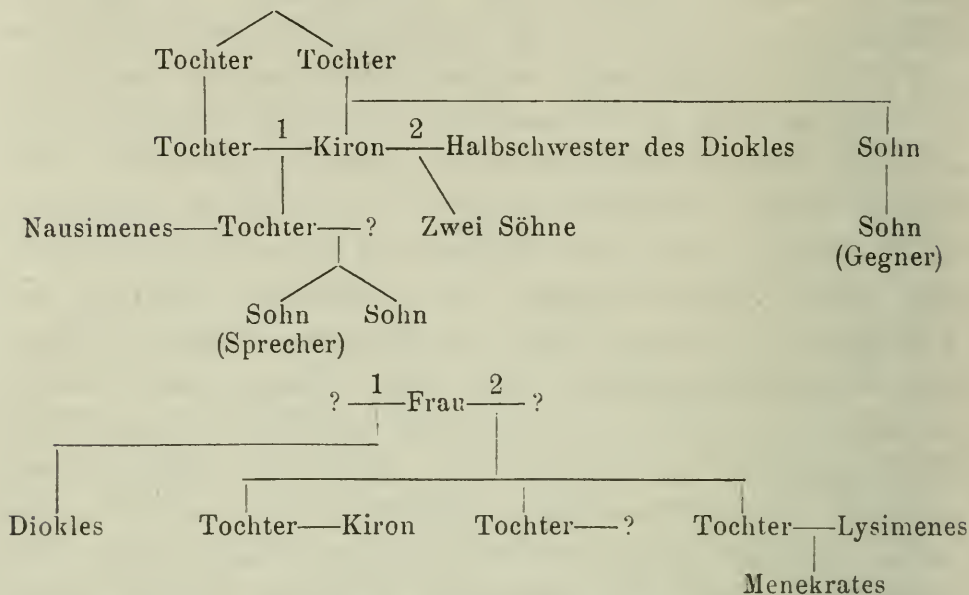 Tochter Tochter
1 2
Tochter Kiron Halbschwester des Diokles Sohn
Nausimenes Tochter ? Zwei Söhne Sohn
(Gegner)
Sohn Sohn
(Sprecher)
1 2
? Frau ?
Diokles Tochter Kiron Tochter ? Tochter Lysimenes
Menekrates